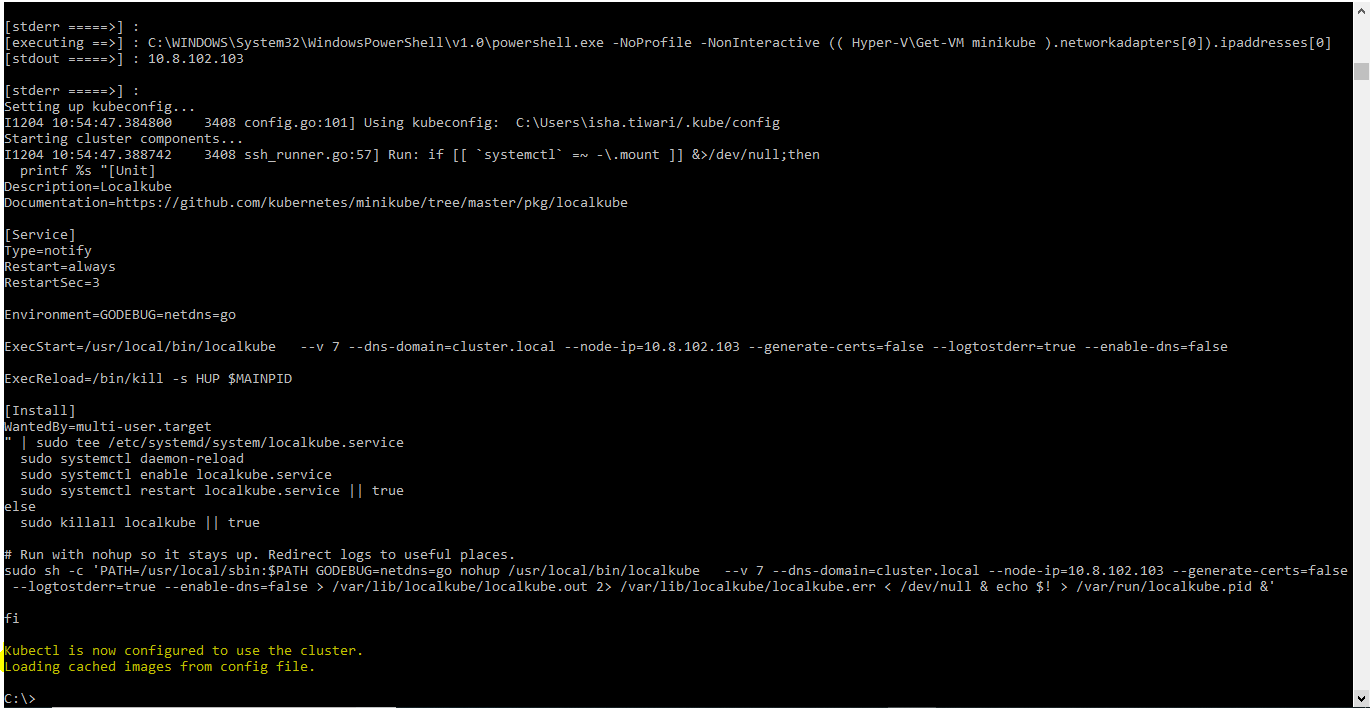 [stderr =====>] :
[executing ==>] : C:\WINDOWS\System32\WindowsPowerShell\v1.0\powershell.exe -NoProfile -NonInteractive (( Hyper-V\Get-VM minikube ).networkadapters[0]).ipaddresses[0]
[stdout =====>] : 10.8.102.103
[stderr =====>] :
Setting up kubeconfig...
I1204 10:54:47.384800    3408 config.go:101] Using kubeconfig:  C:\Users\isha.tiwari/.kube/config
Starting cluster components...
I1204 10:54:47.388742    3408 ssh_runner.go:57] Run: if [[ `systemctl` =~ -\.mount ]] &>/dev/null;then
  printf %s "[Unit]
Description=Localkube
Documentation=https://github.com/kubernetes/minikube/tree/master/pkg/localkube
[Service]
Type=notify
Restart=always
RestartSec=3
Environment=GODEBUG=netdns=go
ExecStart=/usr/local/bin/localkube   --v 7 --dns-domain=cluster.local --node-ip=10.8.102.103 --generate-certs=false --logtostderr=true --enable-dns=false
ExecReload=/bin/kill -s HUP $MAINPID
[Install]
WantedBy=multi-user.target
" | sudo tee /etc/systemd/system/localkube.service
  sudo systemctl daemon-reload
  sudo systemctl enable localkube.service
  sudo systemctl restart localkube.service || true
else
  sudo killall localkube || true
# Run with nohup so it stays up. Redirect logs to useful places.
sudo sh -c 'PATH=/usr/local/sbin:$PATH GODEBUG=netdns=go nohup /usr/local/bin/localkube   --v 7 --dns-domain=cluster.local --node-ip=10.8.102.103 --generate-certs=false
 --logtostderr=true --enable-dns=false > /var/lib/localkube/localkube.out 2> /var/lib/localkube/localkube.err < /dev/null & echo $! > /var/run/localkube.pid &'
fi
Kubectl is now configured to use the cluster.
Loading cached images from config file.
C:\>